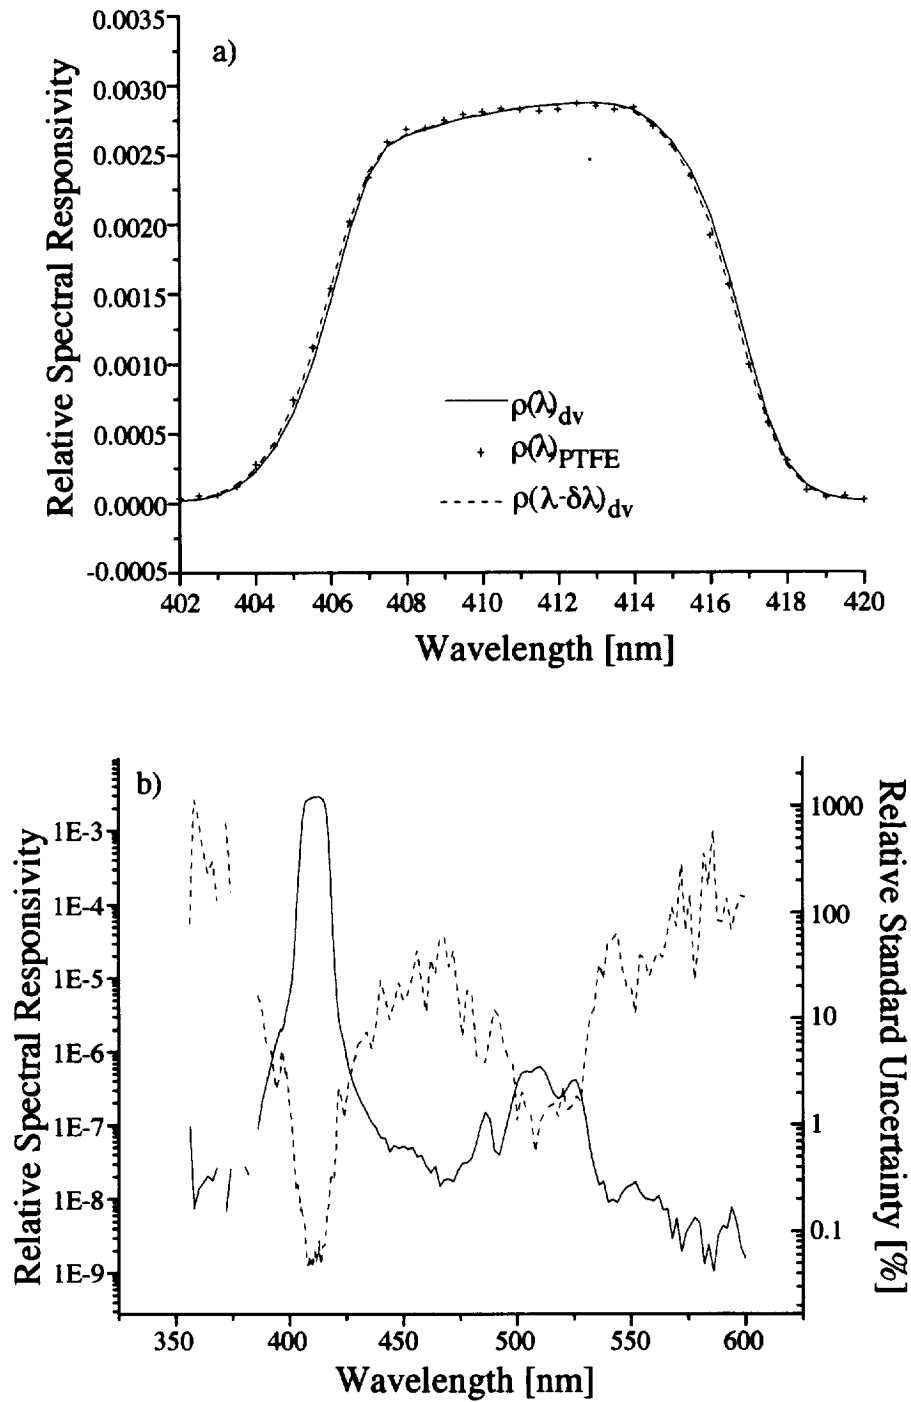 a)
Relative Spectral Responsivity
0.0035
0.0030
0.0025
0.0020
0.0015
0.0010
0.0005
0.0000
-0.0005
ρ(λ)dv
ρ(λ)PTFE
ρ(λ-δλ)dv
402 404 406 408 410 412 414 416 418 420
Wavelength [nm]
b)
Relative Spectral Responsivity
1E-3
1E-4
1E-5
1E-6
1E-7
1E-8
1E-9
1000
100
10
1
0.1
Relative Standard Uncertainty [%]
350 400 450 500 550 600
Wavelength [nm]